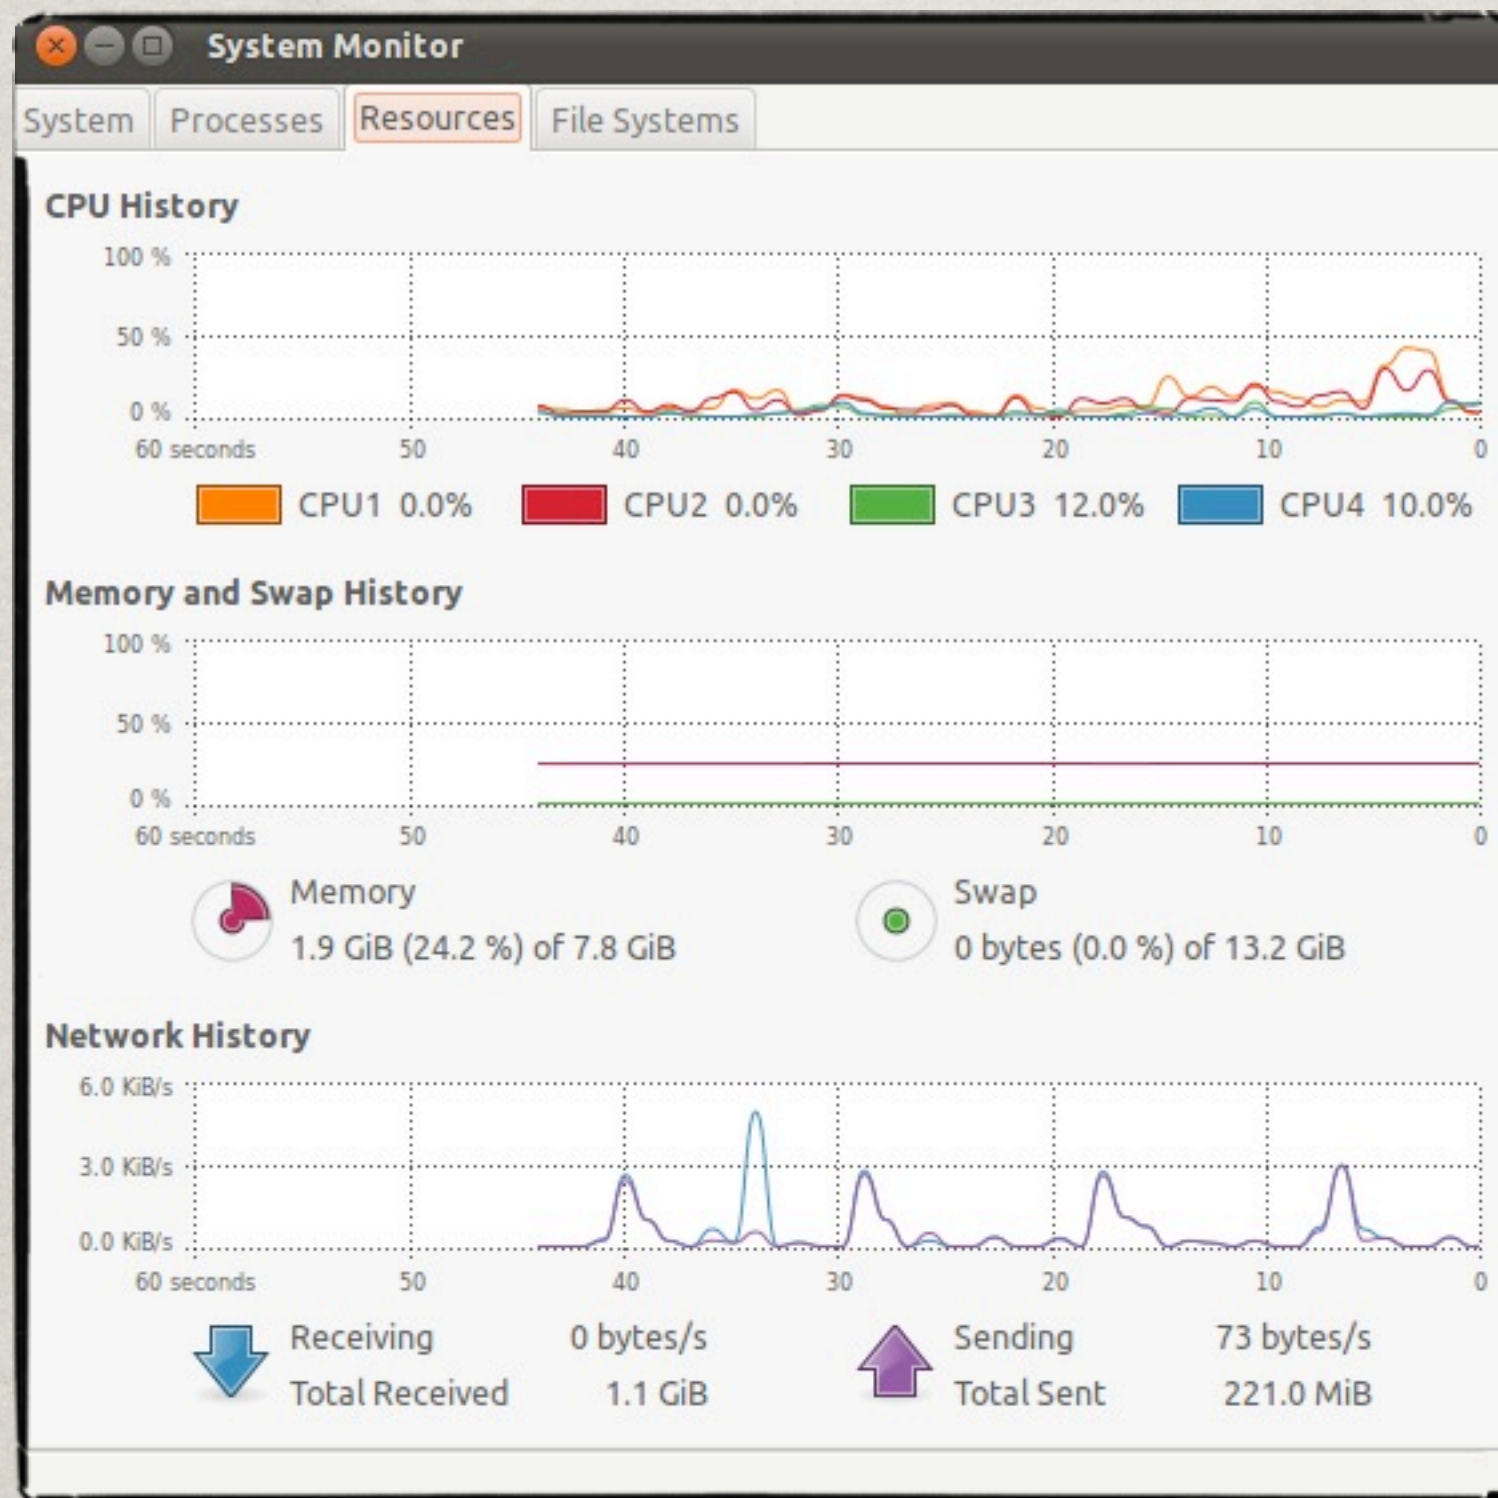 System Monitor
System Processes Resources File Systems
CPU History
100 %
50 %
0 %
60 seconds 50 40 30 20 10 0
CPU1 0.0% CPU2 0.0% CPU3 12.0% CPU4 10.0%
Memory and Swap History
100 %
50 %
0 %
60 seconds 50 40 30 20 10 0
Memory Swap
1.9 GiB (24.2 %) of 7.8 GiB 0 bytes (0.0 %) of 13.2 GiB
Network History
6.0 KiB/s
3.0 KiB/s
0.0 KiB/s
60 seconds 50 40 30 20 10 0
Receiving 0 bytes/s Sending 73 bytes/s
Total Received 1.1 GiB Total Sent 221.0 MiB